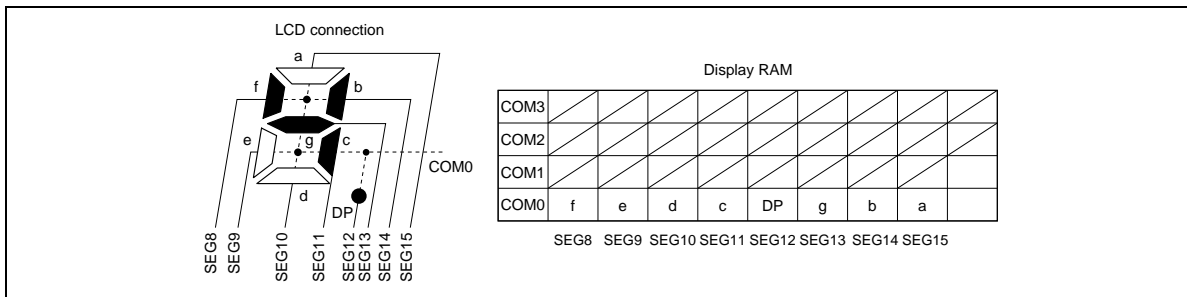 LCD connection
a
f
b
e
g
c
COM0
d
DP
SEG8
SEG9
SEG10
SEG11
SEG12
SEG13
SEG14
SEG15
Display RAM
COM3
COM2
COM1
COM0 f e d c DP g b a
SEG8 SEG9 SEG10 SEG11 SEG12 SEG13 SEG14 SEG15